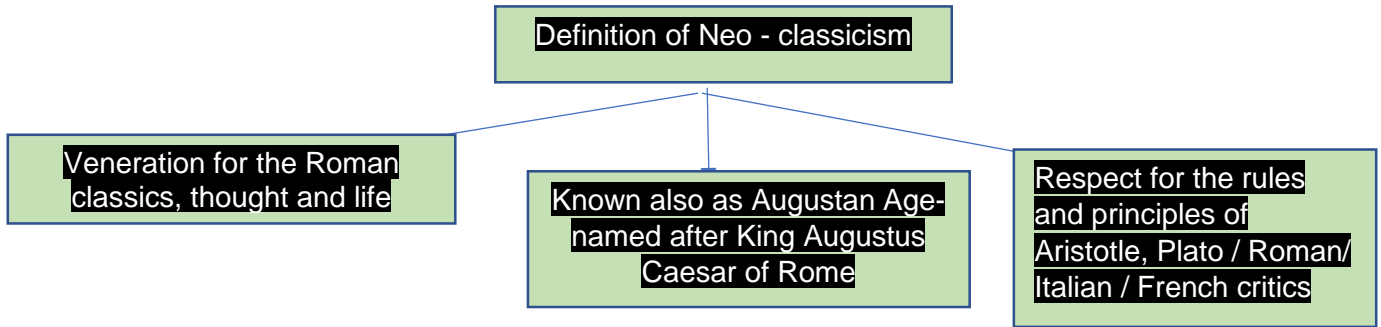 Definition of Neo - classicism
Veneration for the Roman
classics, thought and life
Known also as Augustan Age-
named after King Augustus
Caesar of Rome
Respect for the rules
and principles of
Aristotle, Plato / Roman/
Italian / French critics